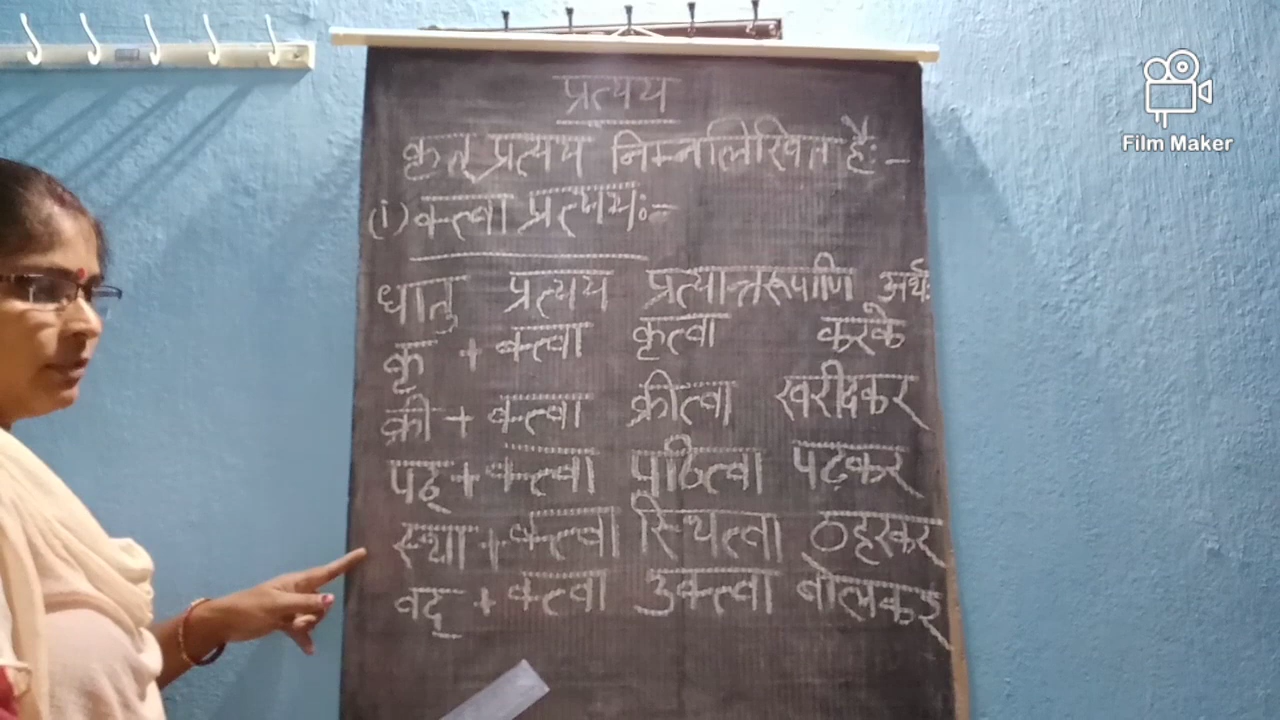 प्रत्यय
कृत् प्रत्यय निम्नलिखित हैः-
(i) क्त्वा प्रत्ययः-
धातु प्रत्यय प्रत्यान्तरूपाणि अर्थः
कृ + क्त्वा कृत्वा करके
क्री + क्त्वा क्रीत्वा खरीदकर
पठ् + क्त्वा पठित्वा पढ़कर
स्था + क्त्वा स्थित्वा ठहरकर
वद् + क्त्वा उक्त्वा बोलकर
Film Maker